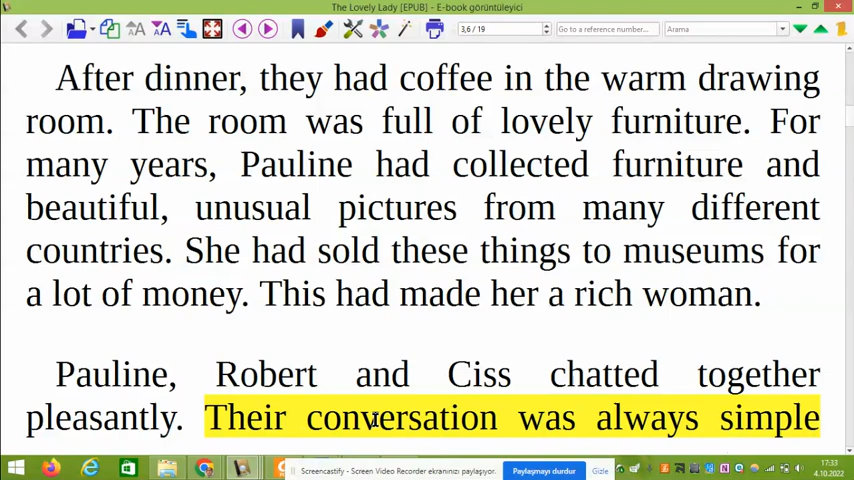 The Lovely Lady [EPUB] - E-book görüntüleyici
3,6 / 19
Go to a reference number...
Arama
After dinner, they had coffee in the warm drawing
room. The room was full of lovely furniture. For
many years, Pauline had collected furniture and
beautiful, unusual pictures from many different
countries. She had sold these things to museums for
a lot of money. This had made her a rich woman.
Pauline, Robert and Ciss chatted together
pleasantly. Their conversation was always simple
Screencastify - Screen Video Recorder ekranınızı paylaşıyor.
Paylaşmayı durdur
Gizle
17:33
4.10.2022